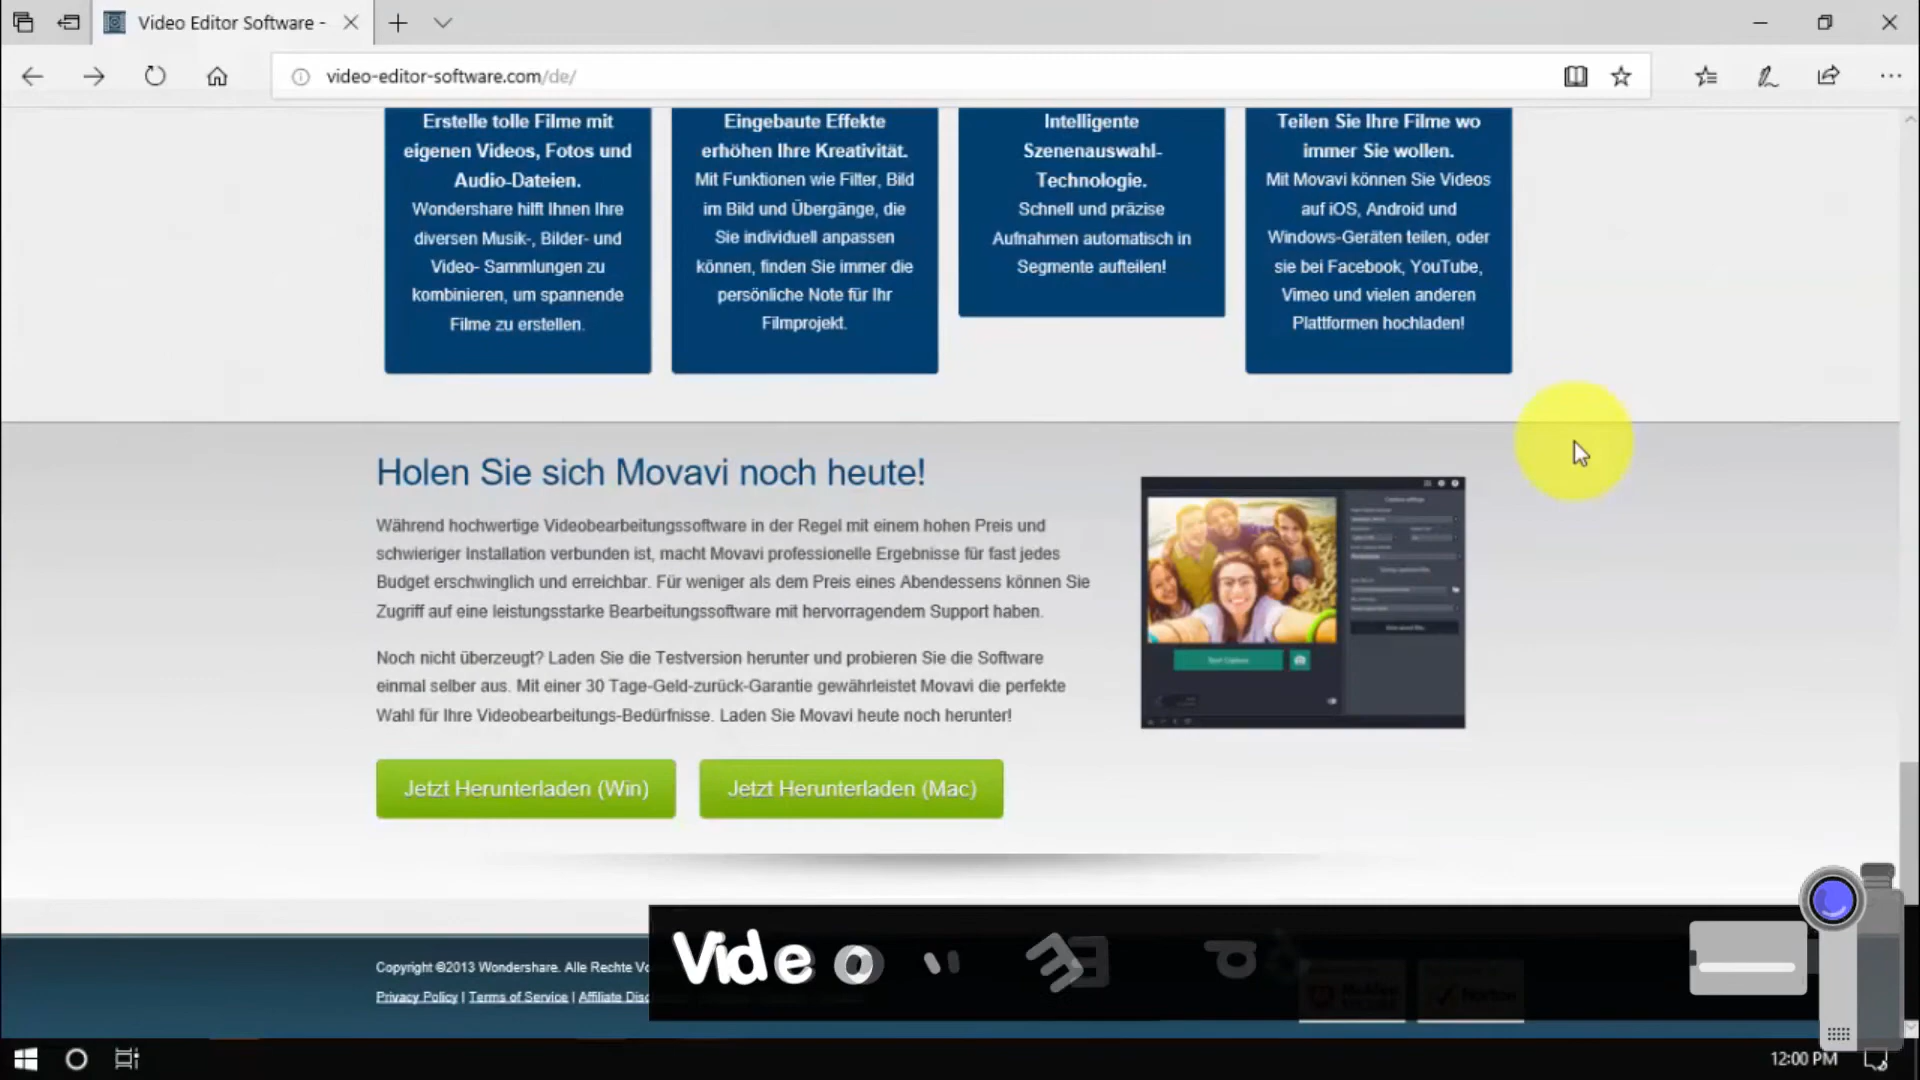 Video Editor Software -
video-editor-software.com/de/
Erstelle tolle Filme mit
eigenen Videos, Fotos und
Audio-Dateien.
Wondershare hilft Ihnen Ihre
diversen Musik-, Bilder- und
Video- Sammlungen zu
kombinieren, um spannende
Filme zu erstellen.
Eingebaute Effekte
erhöhen Ihre Kreativität.
Mit Funktionen wie Filter, Bild
im Bild und Übergänge, die
Sie individuell anpassen
können, finden Sie immer die
persönliche Note für Ihr
Filmprojekt.
Intelligente
Szenenauswahl-
Technologie.
Schnell und präzise
Aufnahmen automatisch in
Segmente aufteilen!
Teilen Sie Ihre Filme wo
immer Sie wollen.
Mit Movavi können Sie Videos
auf iOS, Android und
Windows-Geräten teilen, oder
sie bei Facebook, YouTube,
Vimeo und vielen anderen
Plattformen hochladen!
Holen Sie sich Movavi noch heute!
Während hochwertige Videobearbeitungssoftware in der Regel mit einem hohen Preis und
schwieriger Installation verbunden ist, macht Movavi professionelle Ergebnisse für fast jedes
Budget erschwinglich und erreichbar. Für weniger als dem Preis eines Abendessens können Sie
Zugriff auf eine leistungsstarke Bearbeitungssoftware mit hervorragendem Support haben.
Noch nicht überzeugt? Laden Sie die Testversion herunter und probieren Sie die Software
einmal selber aus. Mit einer 30 Tage-Geld-zurück-Garantie gewährleistet Movavi die perfekte
Wahl für Ihre Videobearbeitungs-Bedürfnisse. Laden Sie Movavi heute noch herunter!
Jetzt Herunterladen (Win)
Jetzt Herunterladen (Mac)
Copyright ©2013 Wondershare. Alle Rechte Vo
Privacy Policy | Terms of Service | Affiliate Disc
Video
Norton
12:00 PM